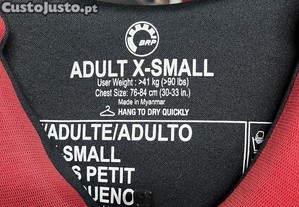 CustoJusto.pt
BRP
ADULT X-SMALL
User Weight : >41 kg (>90 lbs)
Chest Size: 76-84 cm (30-33 in.)
Made in Myanmar
HANG TO DRY QUICKLY
/ADULTE/ADULTO
SMALL
S PETIT
QUENO